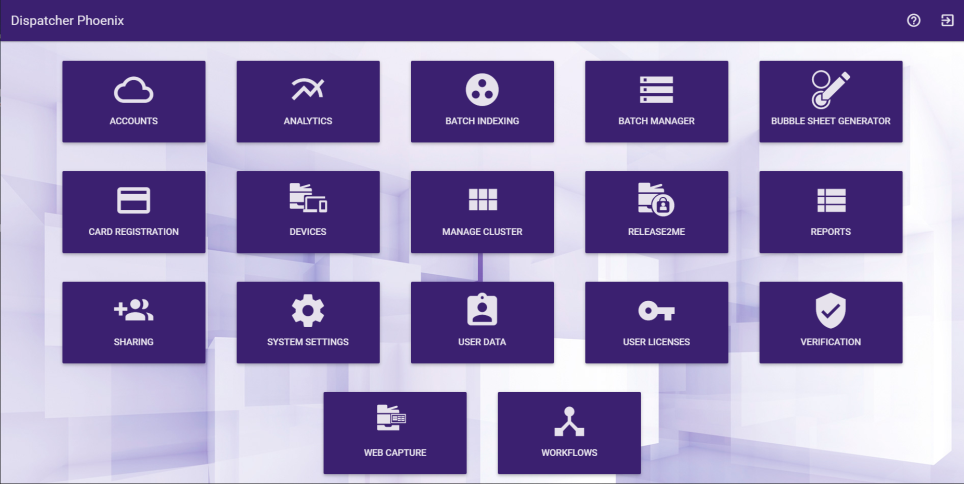 Dispatcher Phoenix
ACCOUNTS
ANALYTICS
BATCH INDEXING
BATCH MANAGER
BUBBLE SHEET GENERATOR
CARD REGISTRATION
DEVICES
MANAGE CLUSTER
RELEASE2ME
REPORTS
SHARING
SYSTEM SETTINGS
USER DATA
USER LICENSES
VERIFICATION
WEB CAPTURE
WORKFLOWS